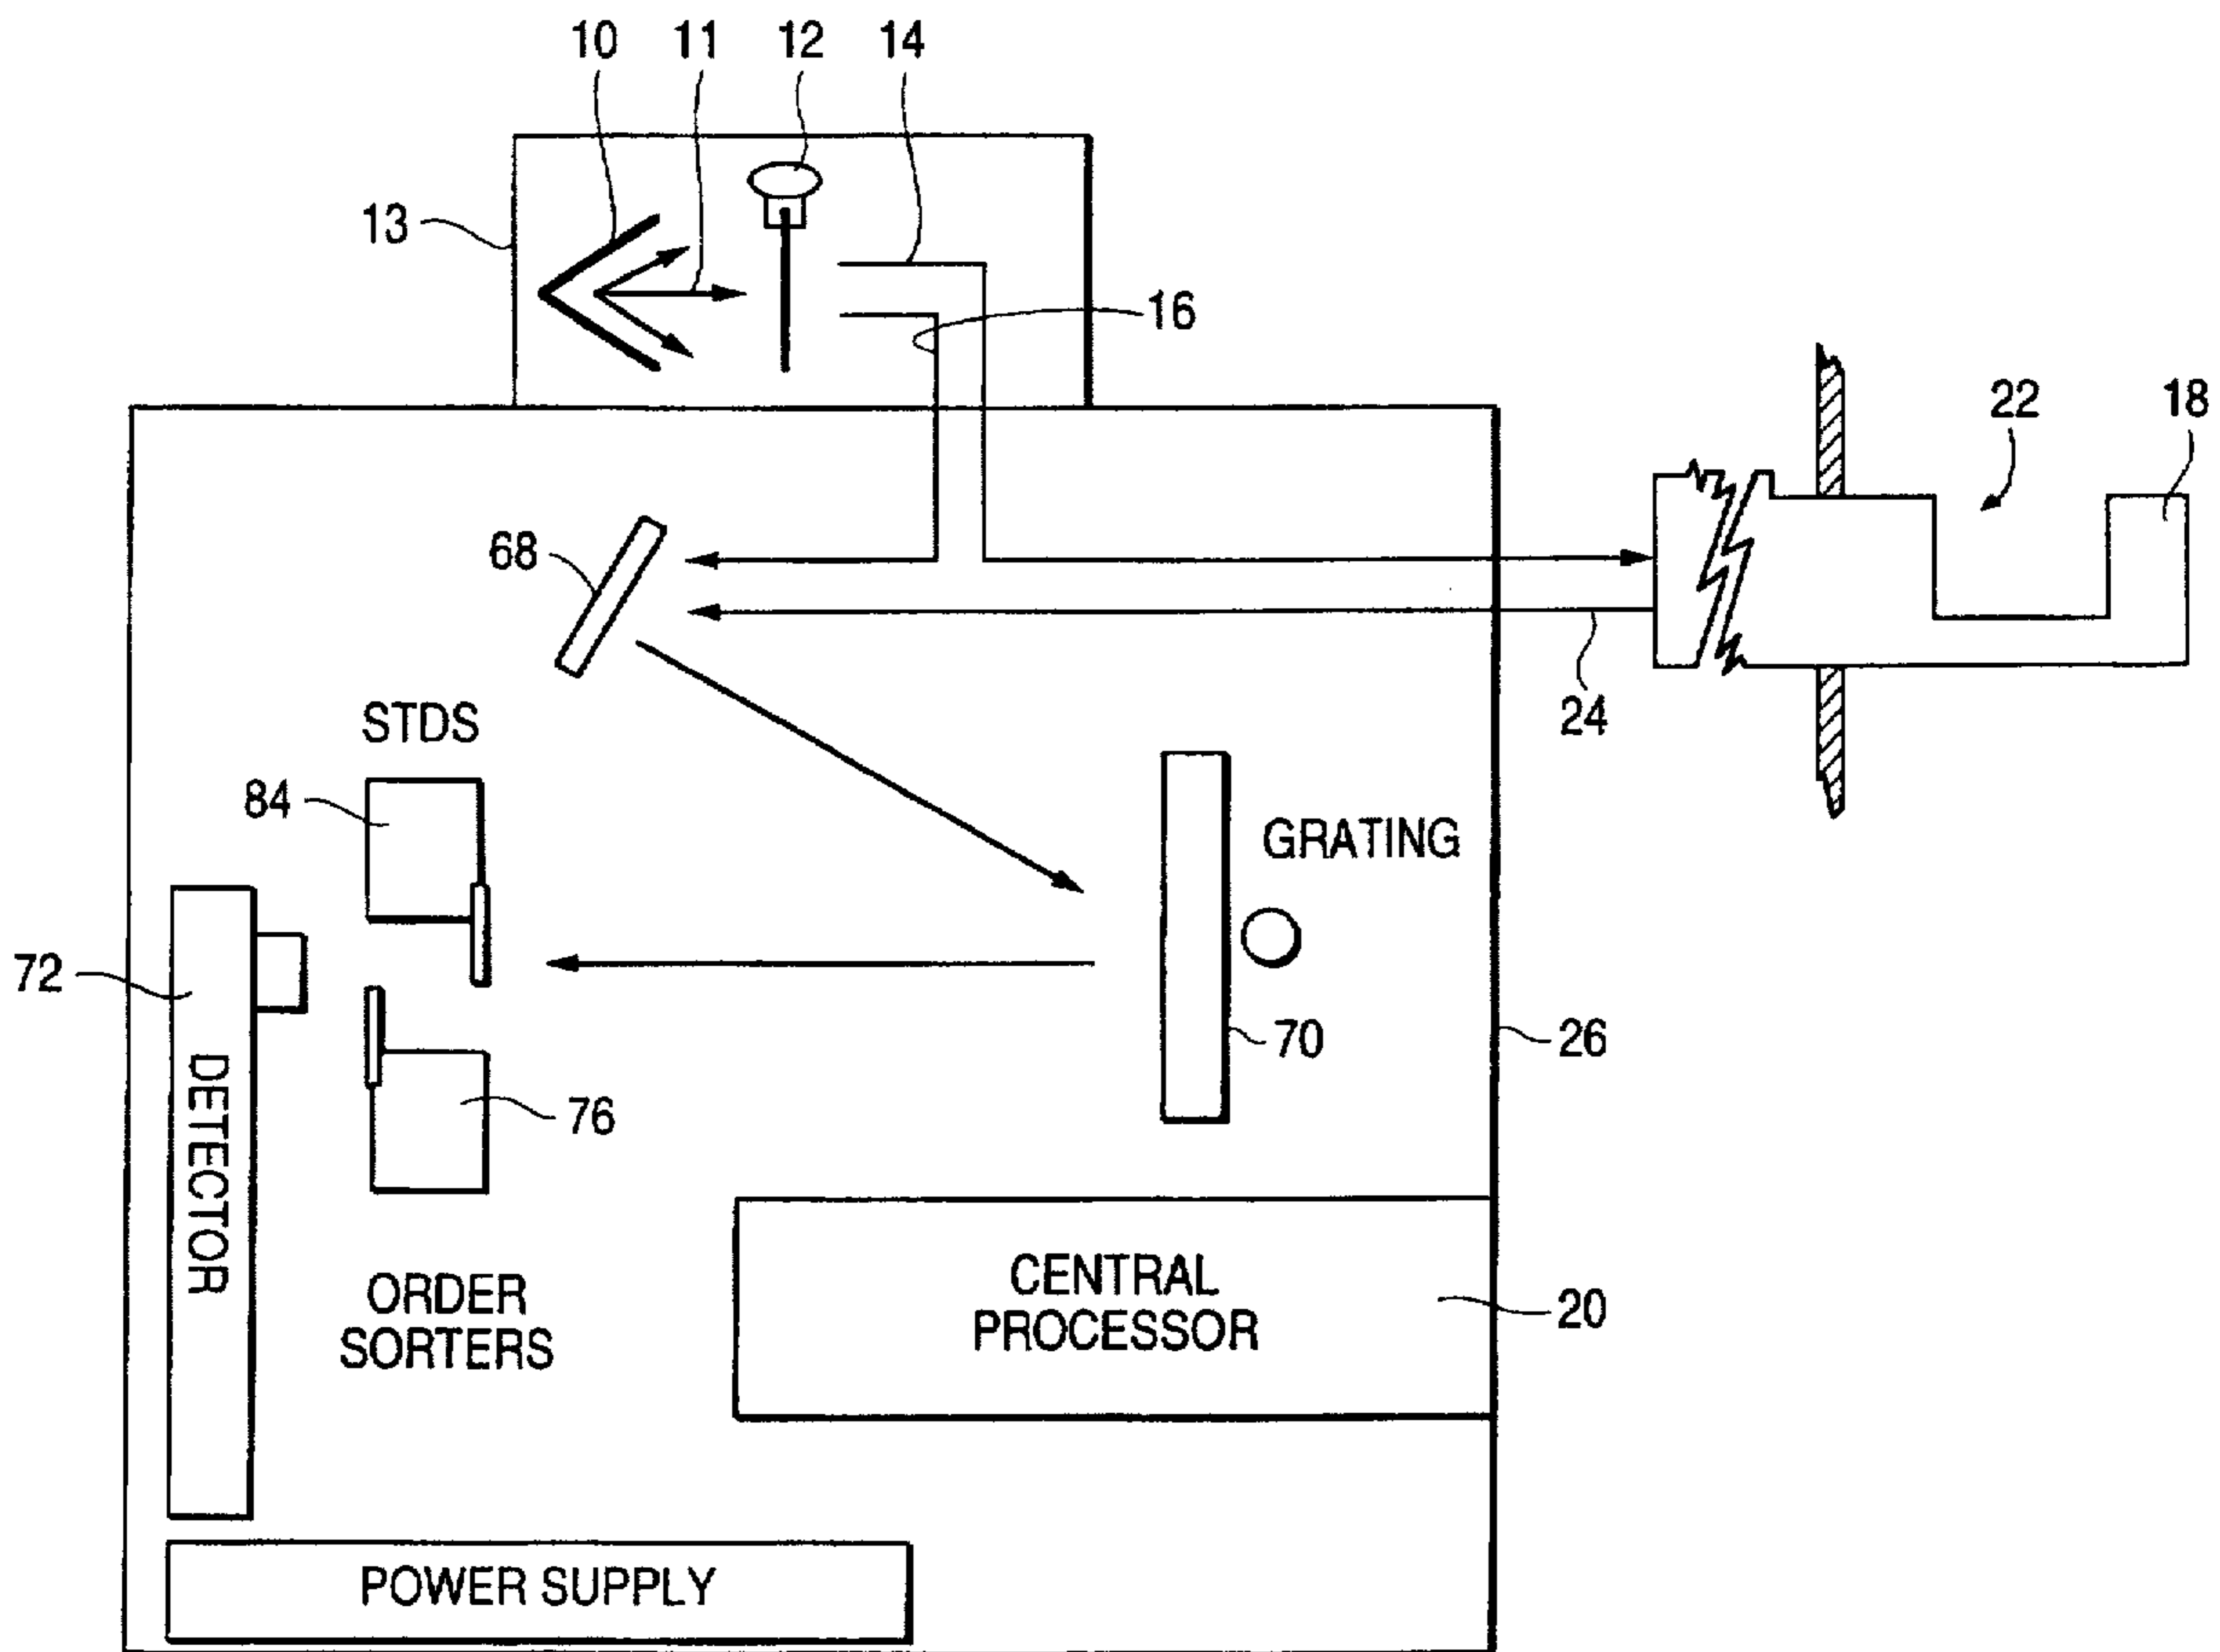 10 11 12 14
13
16
22 18
68
24
STDS
84
GRATING
72
70 26
DETECTOR
76
CENTRAL
PROCESSOR
20
ORDER
SORTERS
POWER SUPPLY